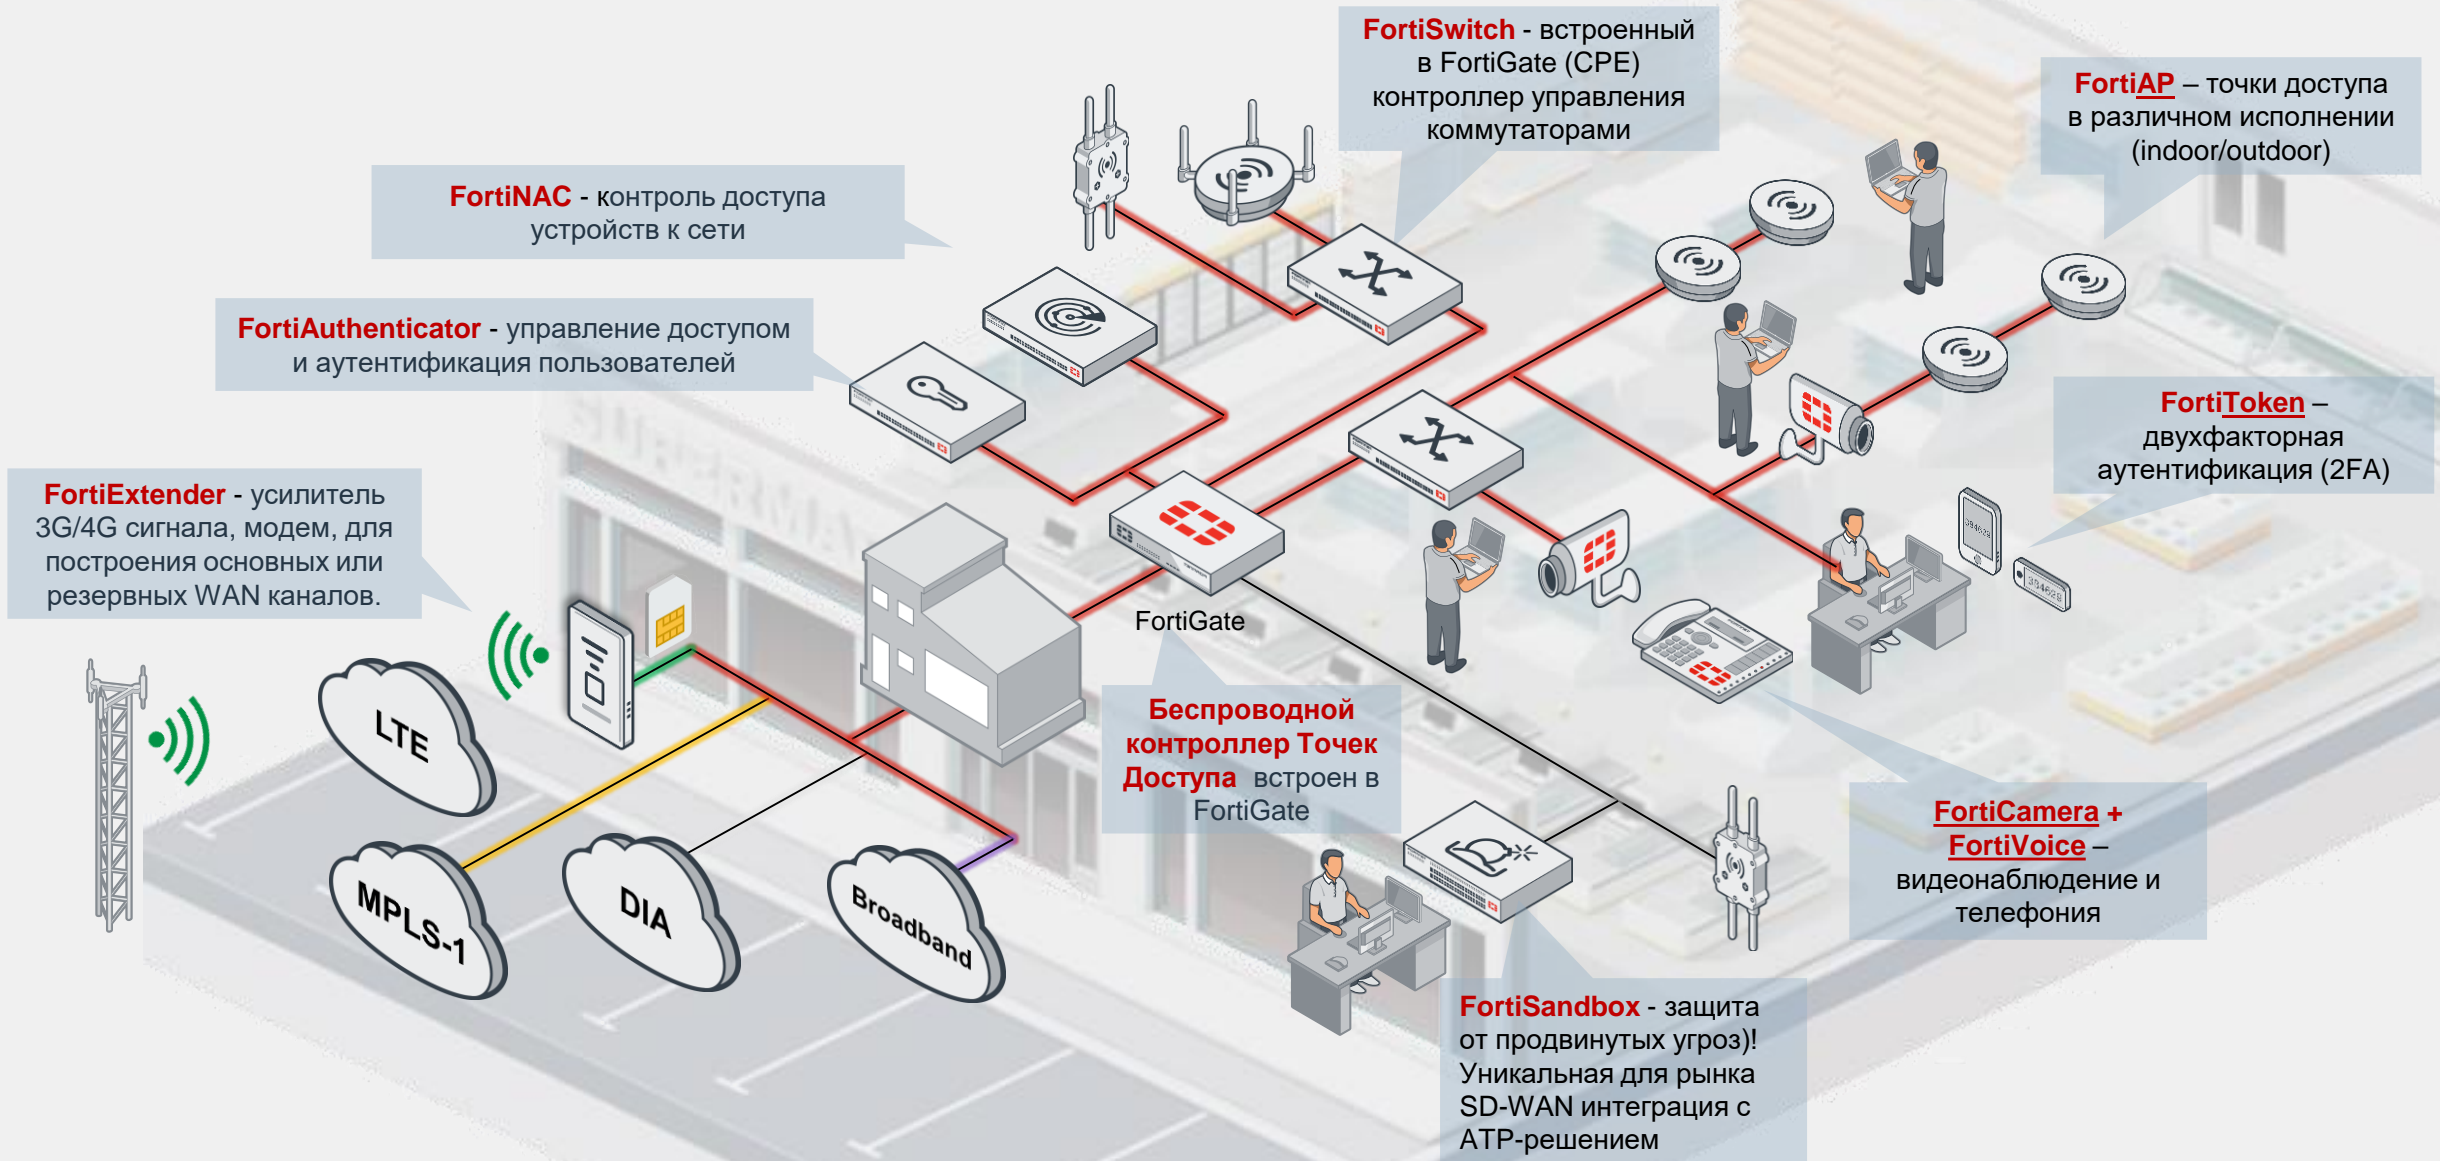 FortiSwitch - встроенный
в FortiGate (CPE)
контроллер управления
коммутаторами
FortiAP – точки доступа
в различном исполнении
(indoor/outdoor)
FortiNAC - контроль доступа
устройств к сети
FortiAuthenticator - управление доступом
и аутентификация пользователей
FortiToken –
двухфакторная
аутентификация (2FA)
FortiExtender - усилитель
3G/4G сигнала, модем, для
построения основных или
резервных WAN каналов.
FortiGate
Беспроводной
контроллер Точек
Доступа встроен в
FortiGate
LTE
MPLS-1
DIA
Broadband
FortiCamera +
FortiVoice –
видеонаблюдение и
телефония
FortiSandbox - защита
от продвинутых угроз)!
Уникальная для рынка
SD-WAN интеграция с
ATP-решением
384629
384629